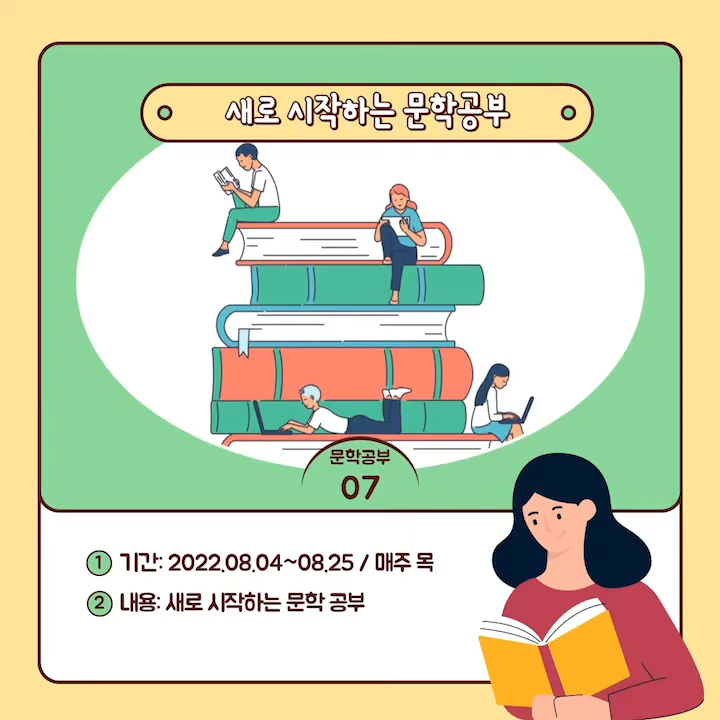 새로 시작하는 문학공부
문학공부
07
1 기간: 2022.08.04~08.25 / 매주 목
2 내용: 새로 시작하는 문학 공부